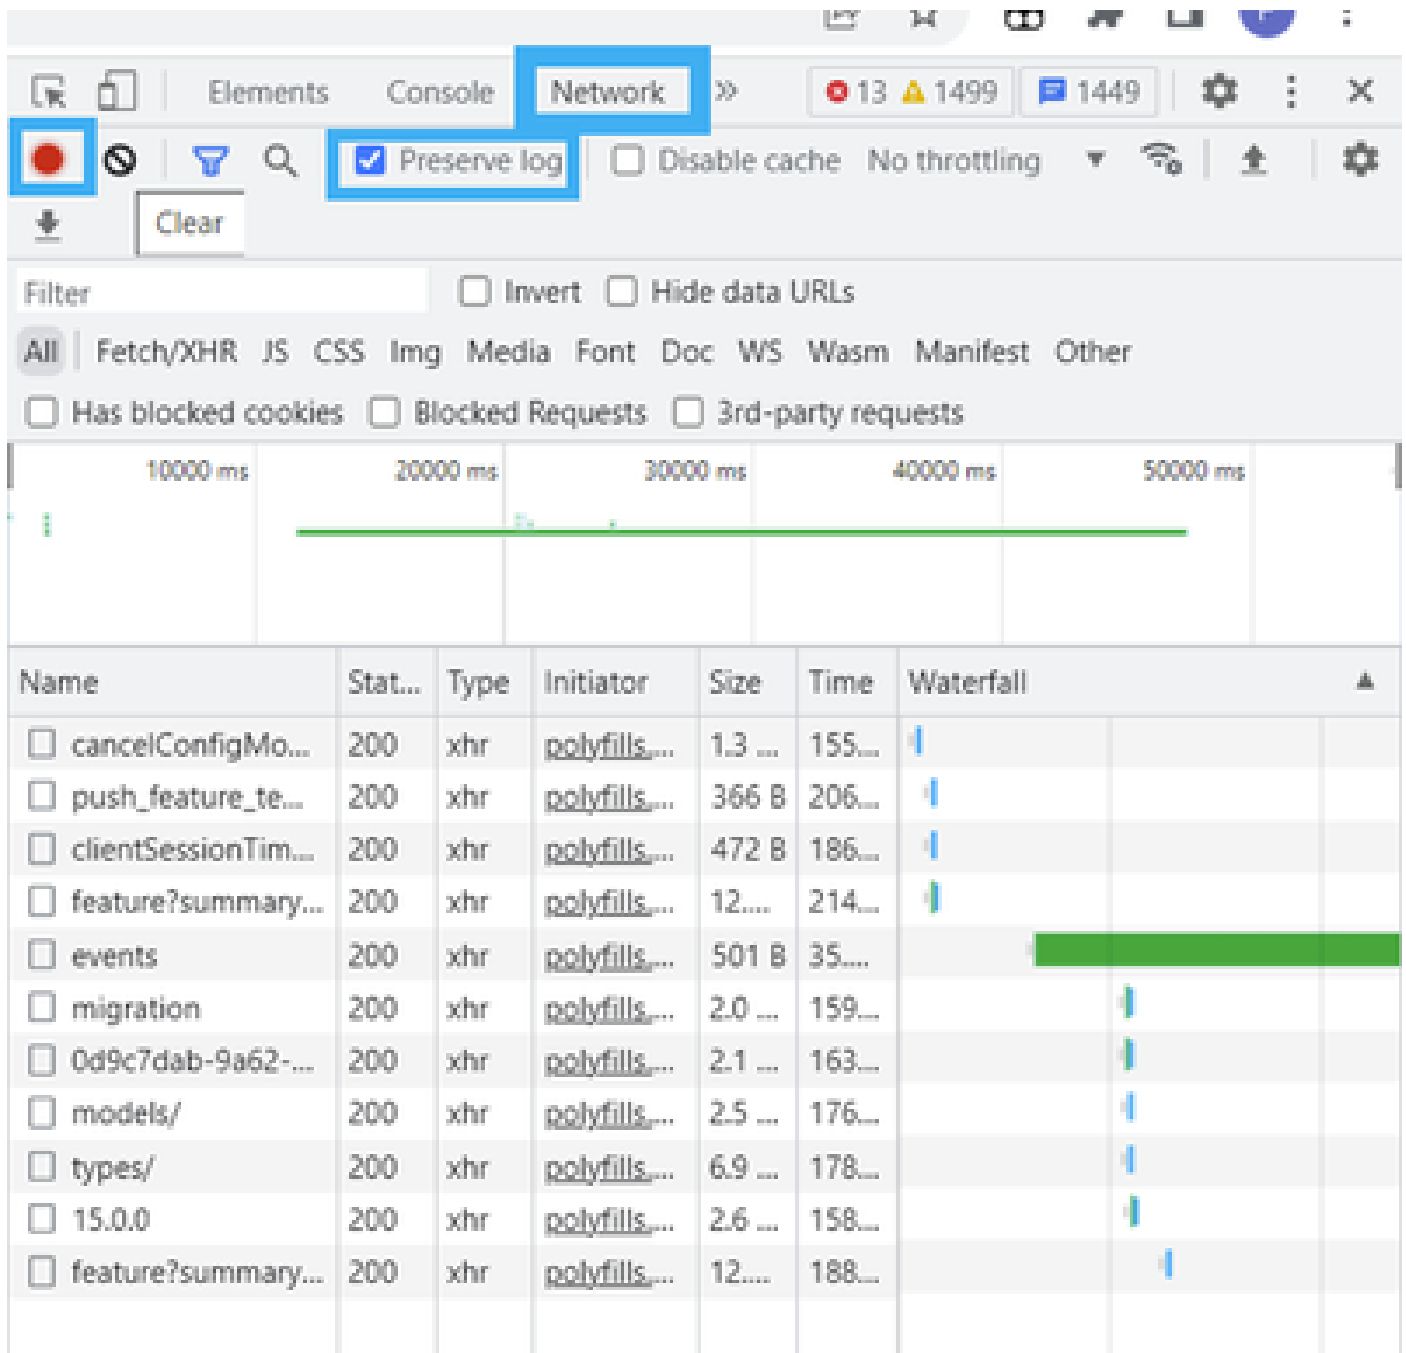 Elements Console Network » 13 1499 1449
Preserve log Disable cache No throttling
Clear
Filter Invert Hide data URLs
All Fetch/XHR JS CSS Img Media Font Doc WS Wasm Manifest Other
Has blocked cookies Blocked Requests 3rd-party requests
10000 ms 20000 ms 30000 ms 40000 ms 50000 ms
Name Stat... Type Initiator Size Time Waterfall
cancelConfigMo... 200 xhr polyfills.... 1.3 ... 155...
push_feature_te... 200 xhr polyfills.... 366 B 206...
clientSessionTim... 200 xhr polyfills.... 472 B 186...
feature?summary... 200 xhr polyfills.... 12.... 214...
events 200 xhr polyfills.... 501 B 35....
migration 200 xhr polyfills.... 2.0 ... 159...
0d9c7dab-9a62-... 200 xhr polyfills.... 2.1 ... 163...
models/ 200 xhr polyfills.... 2.5 ... 176...
types/ 200 xhr polyfills.... 6.9 ... 178...
15.0.0 200 xhr polyfills.... 2.6 ... 158...
feature?summary... 200 xhr polyfills.... 12.... 188...